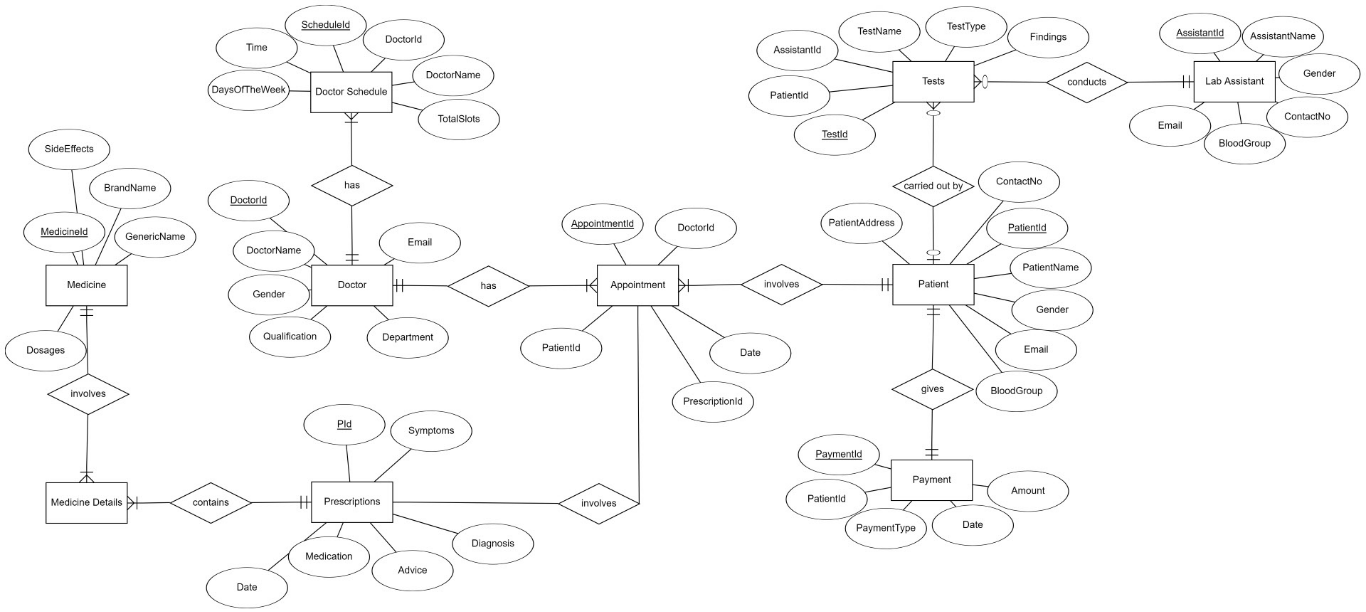 ScheduleId
Time
DoctorId
DoctorName
DaysOfTheWeek
Doctor Schedule
TotalSlots
has
TestName
TestType
Findings
AssistantId
Tests
PatientId
TestId
conducts
AssistantId
AssistantName
Gender
Lab Assistant
ContactNo
Email
BloodGroup
carried out by
SideEffects
BrandName
MedicineId
GenericName
Medicine
Dosages
involves
DoctorId
DoctorName
Email
Gender
Doctor
Qualification
Department
has
AppointmentId
DoctorId
Appointment
PatientId
Date
PrescriptionId
involves
ContactNo
PatientAddress
PatientId
PatientName
Patient
Gender
Email
BloodGroup
gives
PaymentId
Payment
PatientId
Amount
PaymentType
Date
Medicine Details
contains
PId
Symptoms
Prescriptions
Diagnosis
Medication
Advice
Date
involves